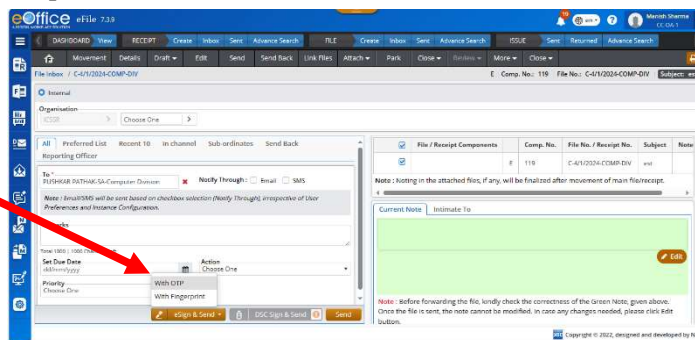 eOffice eFile 7.3.9
Manish Sharma
DASHBOARD View RECEIPT Create Inbox Sent Advance Search FILE Create Inbox Sent Advance Search ISSUE Sent Returned Advance Search
Movement Details Draft Edit Send Send Back Link Files Attach Park Close Review More Close
File Inbox / C-4/1/2024-COMP-DIV E Comp. No.: 119 File No.: C-4/1/2024-COMP-DIV Subject:
Internal
Organisation
Choose One
All Preferred List Recent 10 In channel Sub-ordinates Send Back
Reporting Officer
To *
PUSHKAR PATHAK-SA-Computer Division Notify Through : Email SMS
Note : Email/SMS will be sent based on checkbox selection (Notify Through), irrespective of User
Preferences and Instance Configuration.
Set Due Date Action
dd/mm/yyyy Choose One
Priority
Choose One
With OTP
With Fingerprint
eSign & Send DSC Sign & Send Send
File / Receipt Components Comp. No. File No. / Receipt No. Subject Note
E 119 C-4/1/2024-COMP-DIV
Note : Noting in the attached files, if any, will be finalized after movement of main file/receipt.
Current Note Intimate To
Edit
Note : Before forwarding the file, kindly check the correctness of the Green Note, given above.
Once the file is sent, the note cannot be modified. In case any changes needed, please click Edit
button.
Copyright © 2022, designed and developed by N